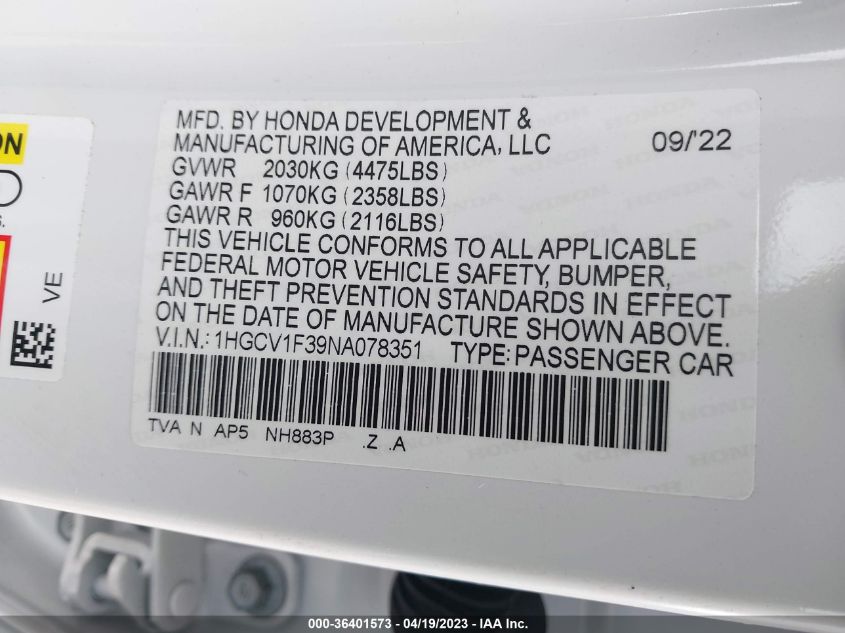 MFD. BY HONDA DEVELOPMENT &
MANUFACTURING OF AMERICA, LLC 09/'22
GVWR 2030KG (4475LBS)
GAWR F 1070KG (2358LBS)
GAWR R 960KG (2116LBS)
THIS VEHICLE CONFORMS TO ALL APPLICABLE
FEDERAL MOTOR VEHICLE SAFETY, BUMPER,
AND THEFT PREVENTION STANDARDS IN EFFECT
ON THE DATE OF MANUFACTURE SHOWN ABOVE.
V.I.N.: 1HGCV1F39NA078351 TYPE: PASSENGER CAR
TVA N AP5 NH883P .Z .A
VE
000-36401573 - 04/19/2023 - IAA Inc.